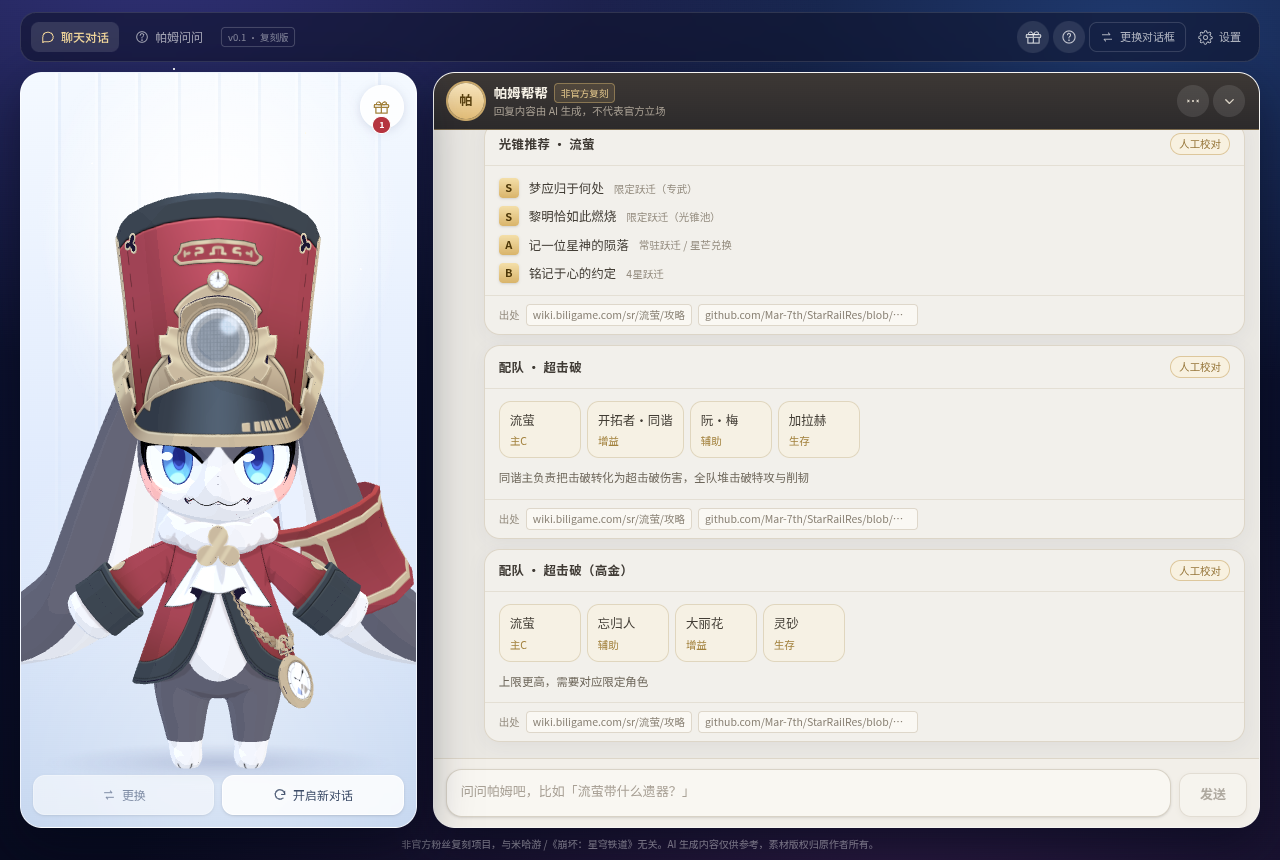 聊天对话
帕姆问问
v0.1 · 复刻版
更换对话框
设置
1
更换
开启新对话
帕
帕姆帮帮
非官方复刻
回复内容由 AI 生成，不代表官方立场
光锥推荐 · 流萤
人工校对
S 梦应归于何处 限定跃迁（专武）
S 黎明恰如此燃烧 限定跃迁（光锥池）
A 记一位星神的陨落 常驻跃迁 / 星芒兑换
B 铭记于心的约定 4星跃迁
出处 wiki.biligame.com/sr/流萤/攻略 github.com/Mar-7th/StarRailRes/blob/···
配队 · 超击破
人工校对
流萤 开拓者·同谐 阮·梅 加拉赫
主C 增益 辅助 生存
同谐主负责把击破转化为超击破伤害，全队堆击破特攻与削韧
出处 wiki.biligame.com/sr/流萤/攻略 github.com/Mar-7th/StarRailRes/blob/···
配队 · 超击破（高金）
人工校对
流萤 忘归人 大丽花 灵砂
主C 辅助 增益 生存
上限更高，需要对应限定角色
出处 wiki.biligame.com/sr/流萤/攻略 github.com/Mar-7th/StarRailRes/blob/···
问问帕姆吧，比如「流萤带什么遗器？」
发送
非官方粉丝复刻项目，与米哈游 /《崩坏：星穹铁道》无关。AI 生成内容仅供参考，素材版权归原作者所有。